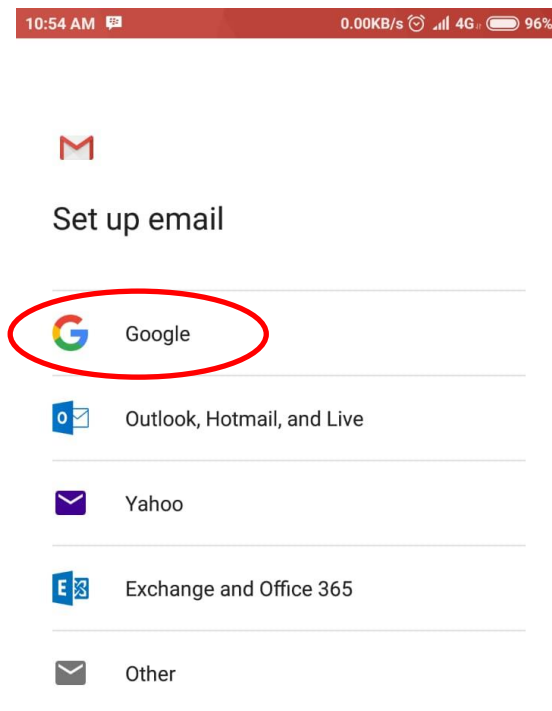 10:54 AM 0.00KB/s 4G 96%
Set up email
Google
Outlook, Hotmail, and Live
Yahoo
Exchange and Office 365
Other